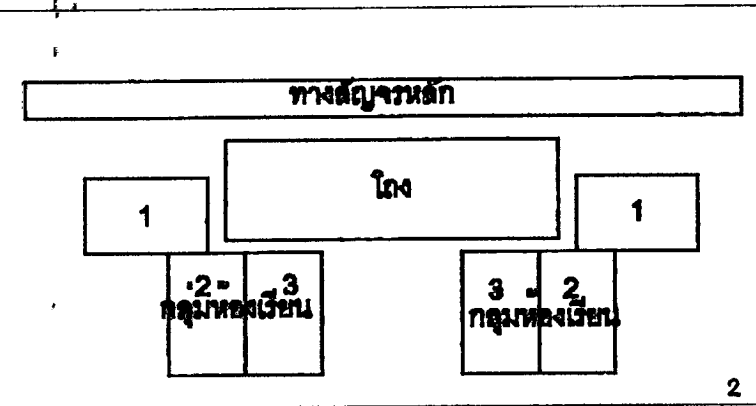 ทางสัญจรหลัก
โถง
1
1
2 3
กลุ่มห้องเรียน
3 - 2
กลุ่มห้องเรียน
2